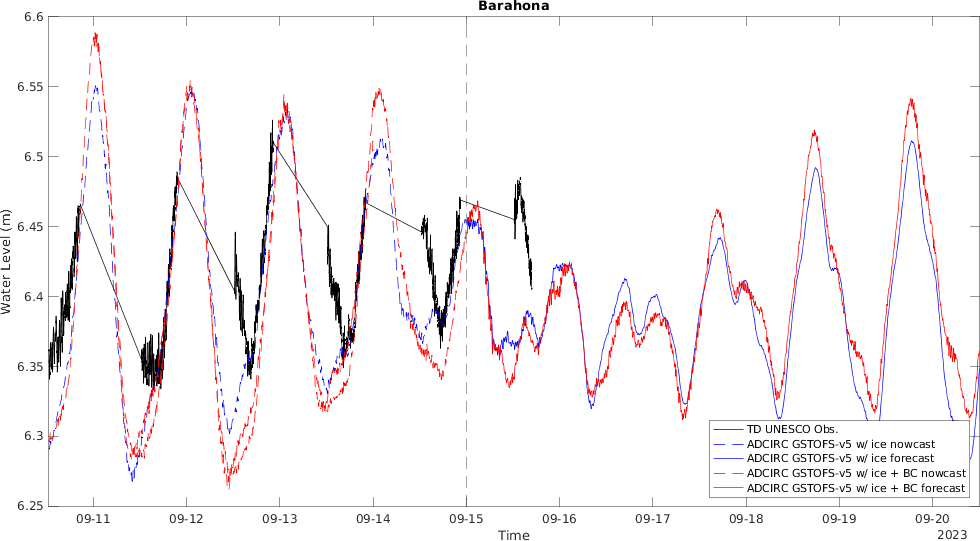 Barahona
6.6
6.55
6.5
6.45
6.4
6.35
6.3
6.25
Water Level (m)
09-11 09-12 09-13 09-14 09-15 09-16 09-17 09-18 09-19 09-20
Time
2023
TD UNESCO Obs.
ADCIRC GSTOFS-v5 w/ ice nowcast
ADCIRC GSTOFS-v5 w/ ice forecast
ADCIRC GSTOFS-v5 w/ ice + BC nowcast
ADCIRC GSTOFS-v5 w/ ice + BC forecast